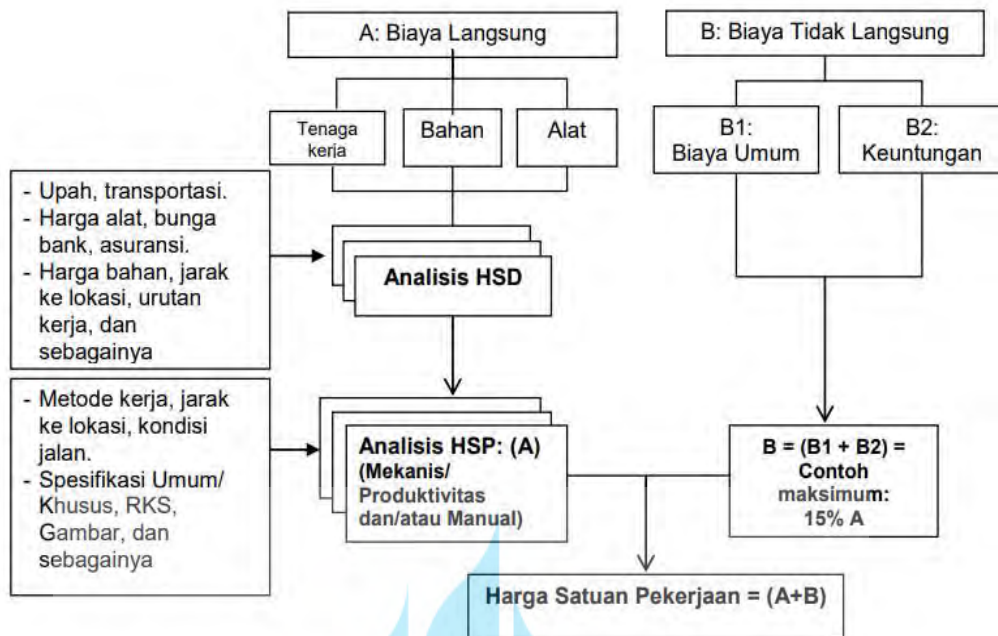 A: Biaya Langsung
B: Biaya Tidak Langsung
Tenaga
kerja
Bahan
Alat
B1:
Biaya Umum
B2:
Keuntungan
- Upah, transportasi.
- Harga alat, bunga
bank, asuransi.
- Harga bahan, jarak
ke lokasi, urutan
kerja, dan
sebagainya
Analisis HSD
- Metode kerja, jarak
ke lokasi, kondisi
jalan.
- Spesifikasi Umum/
Khusus, RKS,
Gambar, dan
sebagainya
Analisis HSP: (A)
(Mekanis/
Produktivitas
dan/atau Manual)
B = (B1 + B2) =
Contoh
maksimum:
15% A
Harga Satuan Pekerjaan = (A+B)